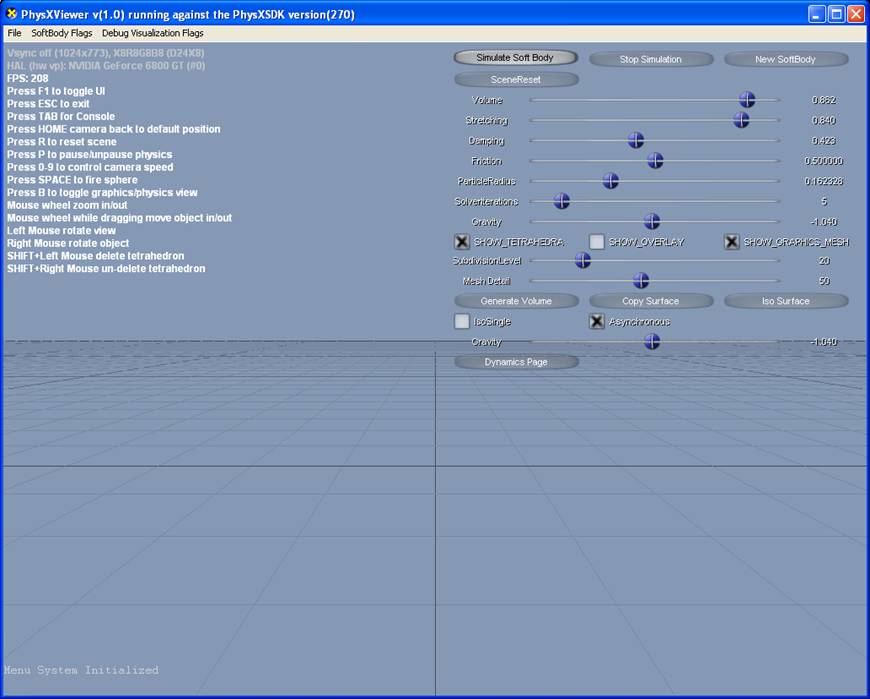 PhysXViewer v(1.0) running against the PhysXSDK version(270)
File SoftBody Flags Debug Visualization Flags
Vsync off (1024x773), X8R8G8B8 (D24X8)
HAL (hw vp): NVIDIA GeForce 6800 GT (#0)
FPS: 208
Press F1 to toggle UI
Press ESC to exit
Press TAB for Console
Press HOME camera back to default position
Press R to reset scene
Press P to pause/unpause physics
Press 0-9 to control camera speed
Press SPACE to fire sphere
Press B to toggle graphics/physics view
Mouse wheel zoom in/out
Mouse wheel while dragging move object in/out
Left Mouse rotate view
Right Mouse rotate object
SHIFT+Left Mouse delete tetrahedron
SHIFT+Right Mouse un-delete tetrahedron
Simulate Soft Body Stop Simulation New SoftBody
SceneReset
Volume 0.862
Stretching 0.840
Damping 0.423
Friction 0.500000
ParticleRadius 0.162328
SolverIterations 5
Gravity -1.040
SHOW_TETRAHEDRA SHOW_OVERLAY SHOW_GRAPHICS_MESH
SubdivisionLevel 20
Mesh Detail 50
Generate Volume Copy Surface Iso Surface
IsoSingle Asynchronous
Gravity -1.040
Dynamics Page
Menu System Initialized